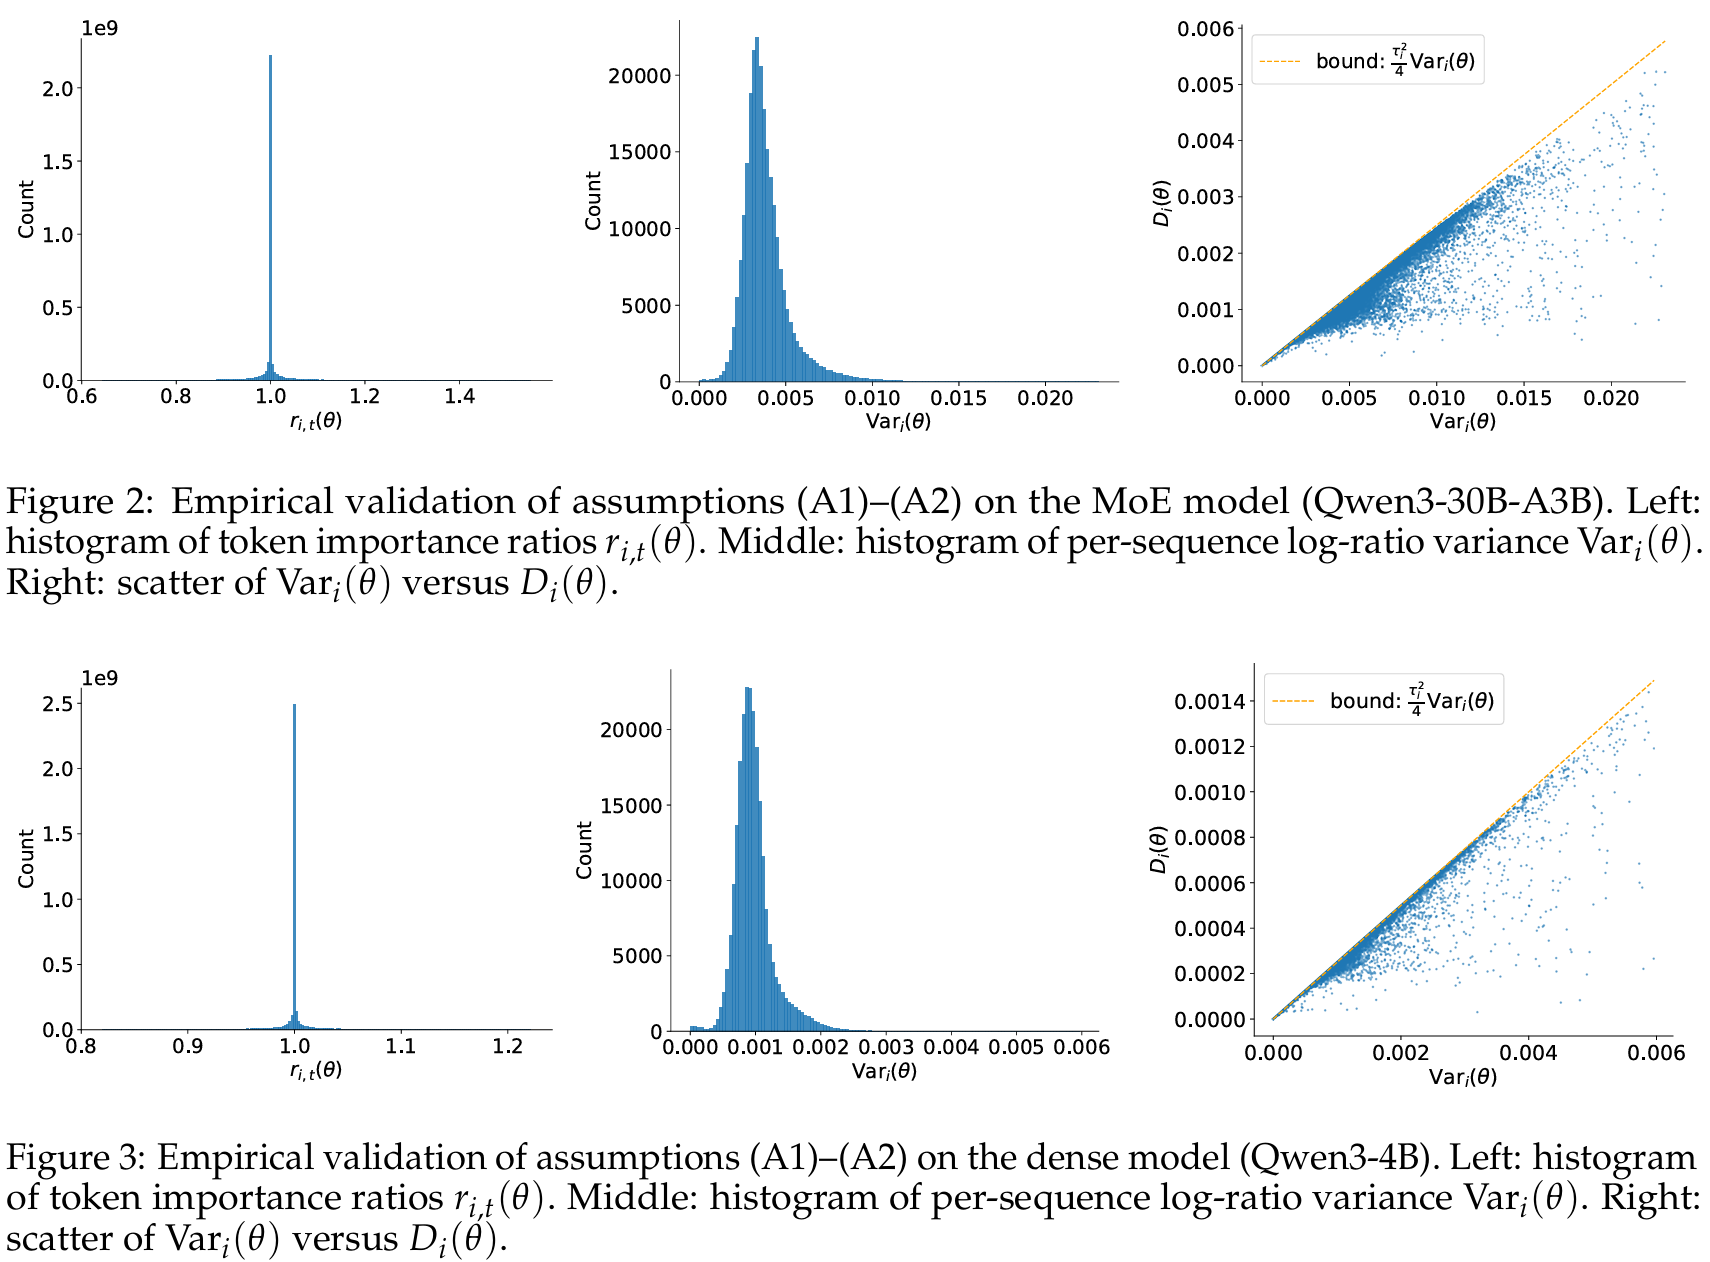 1e9
2.0
1.5
1.0
0.5
0.0
Count
0.6 0.8 1.0 1.2 1.4
r_{i,t}(θ)
20000
15000
10000
5000
0
Count
0.000 0.005 0.010 0.015 0.020
Var_i(θ)
0.006
0.005
0.004
0.003
0.002
0.001
0.000
D_i(θ)
bound: \frac{τ_i^2}{4}Var_i(θ)
0.000 0.005 0.010 0.015 0.020
Var_i(θ)
Figure 2: Empirical validation of assumptions (A1)–(A2) on the MoE model (Qwen3-30B-A3B). Left:
histogram of token importance ratios r_{i,t}(θ). Middle: histogram of per-sequence log-ratio variance Var_i(θ).
Right: scatter of Var_i(θ) versus D_i(θ).
1e9
2.5
2.0
1.5
1.0
0.5
0.0
Count
0.8 0.9 1.0 1.1 1.2
r_{i,t}(θ)
20000
15000
10000
5000
0
Count
0.000 0.001 0.002 0.003 0.004 0.005 0.006
Var_i(θ)
0.0014
0.0012
0.0010
0.0008
0.0006
0.0004
0.0002
0.0000
D_i(θ)
bound: \frac{τ_i^2}{4}Var_i(θ)
0.000 0.002 0.004 0.006
Var_i(θ)
Figure 3: Empirical validation of assumptions (A1)–(A2) on the dense model (Qwen3-4B). Left: histogram
of token importance ratios r_{i,t}(θ). Middle: histogram of per-sequence log-ratio variance Var_i(θ). Right:
scatter of Var_i(θ) versus D_i(θ).